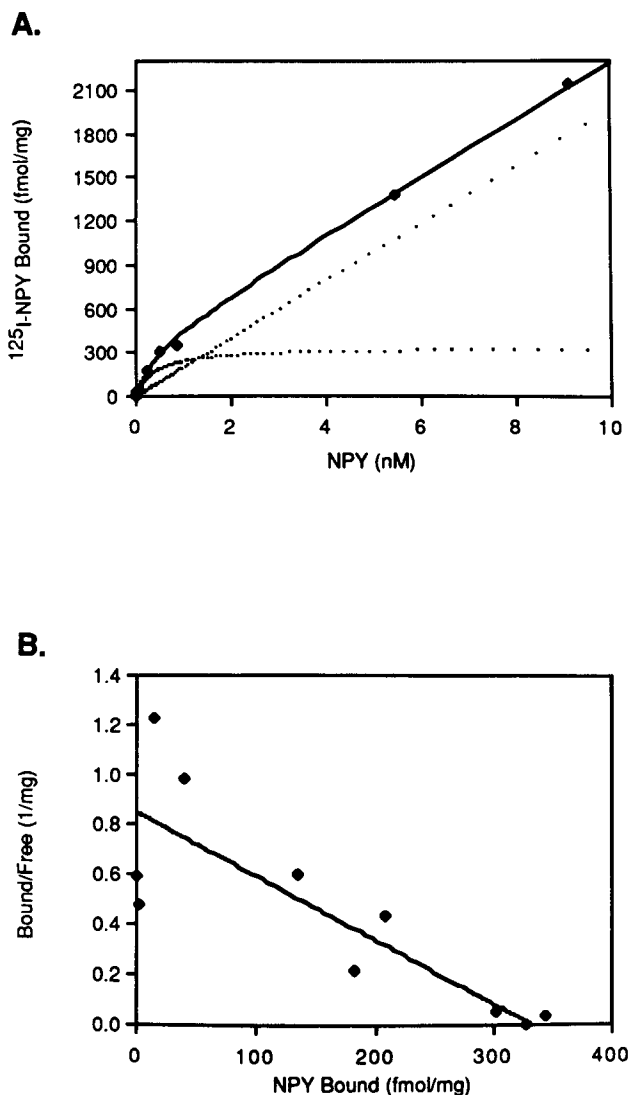 A.
125I-NPY Bound (fmol/mg)
2100
1800
1500
1200
900
600
300
0
0 2 4 6 8 10
NPY (nM)
B.
Bound/Free (1/mg)
1.4
1.2
1.0
0.8
0.6
0.4
0.2
0.0
0 100 200 300 400
NPY Bound (fmol/mg)